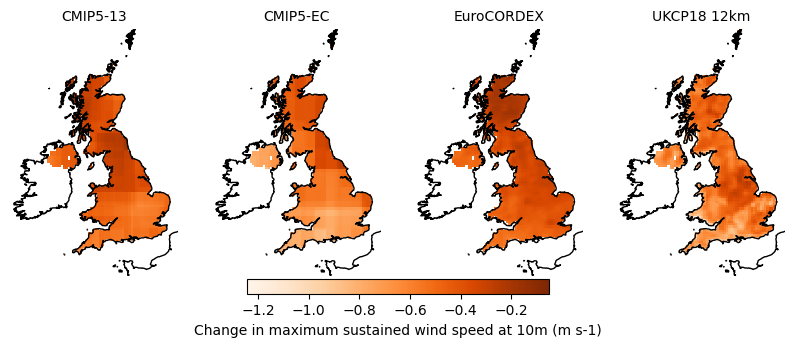 CMIP5-13 CMIP5-EC EuroCORDEX UKCP18 12km
−1.2 −1.0 −0.8 −0.6 −0.4 −0.2
Change in maximum sustained wind speed at 10m (m s-1)